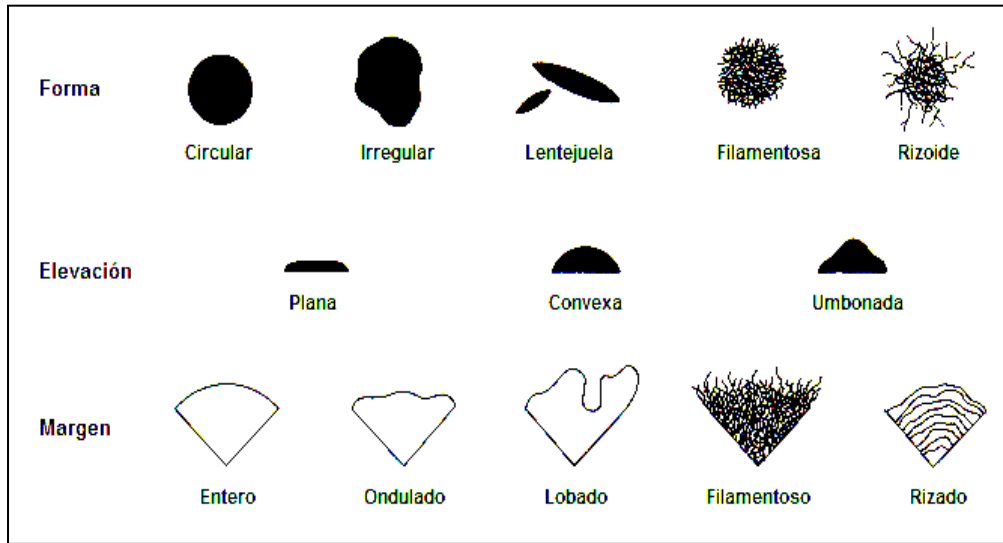 Forma
Circular Irregular Lentejuela Filamentosa Rizoide
Elevación
Plana Convexa Umbonada
Margen
Entero Ondulado Lobado Filamentoso Rizado